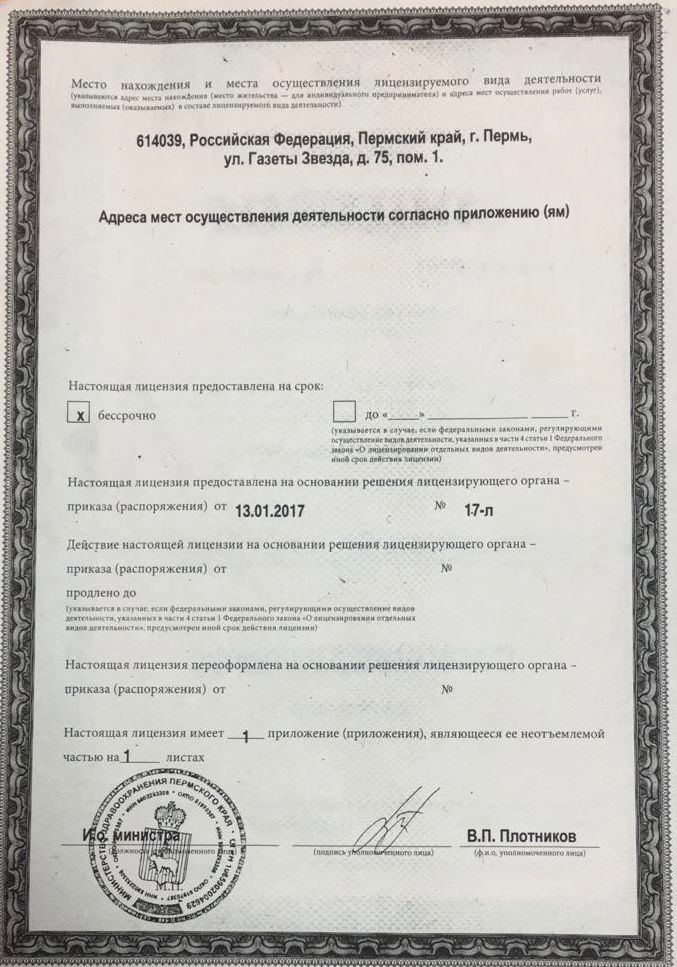 Место нахождения и места осуществления лицензируемого вида деятельности
(указываются адрес места нахождения (место жительства — для индивидуального предпринимателя) и адреса мест осуществления работ (услуг),
выполняемых (оказываемых) в составе лицензируемого вида деятельности)
614039, Российская Федерация, Пермский край, г. Пермь,
ул. Газеты Звезда, д. 75, пом. 1.
Адреса мест осуществления деятельности согласно приложению (ям)
Настоящая лицензия предоставлена на срок:
x бессрочно
до «____» ____________ ____ г.
(указывается в случае, если федеральными законами, регулирующими
осуществление видов деятельности, указанных в части 4 статьи 1 Федерального
закона «О лицензировании отдельных видов деятельности», предусмотрен
иной срок действия лицензии)
Настоящая лицензия предоставлена на основании решения лицензирующего органа –
приказа (распоряжения) от 13.01.2017 № 17-л
Действие настоящей лицензии на основании решения лицензирующего органа –
приказа (распоряжения) от №
продлено до
(указывается в случае, если федеральными законами, регулирующими осуществление видов
деятельности, указанных в части 4 статьи 1 Федерального закона «О лицензировании отдельных
видов деятельности», предусмотрен иной срок действия лицензии)
Настоящая лицензия переоформлена на основании решения лицензирующего органа –
приказа (распоряжения) от №
Настоящая лицензия имеет 1 приложение (приложения), являющееся ее неотъемлемой
частью на 1 листах
И.о. министра
(должность уполномоченного лица)
(подпись уполномоченного лица)
В.П. Плотников
(ф.и.о. уполномоченного лица)
МИНИСТЕРСТВО ЗДРАВООХРАНЕНИЯ ПЕРМСКОГО КРАЯ • ОГРН 1065902004629